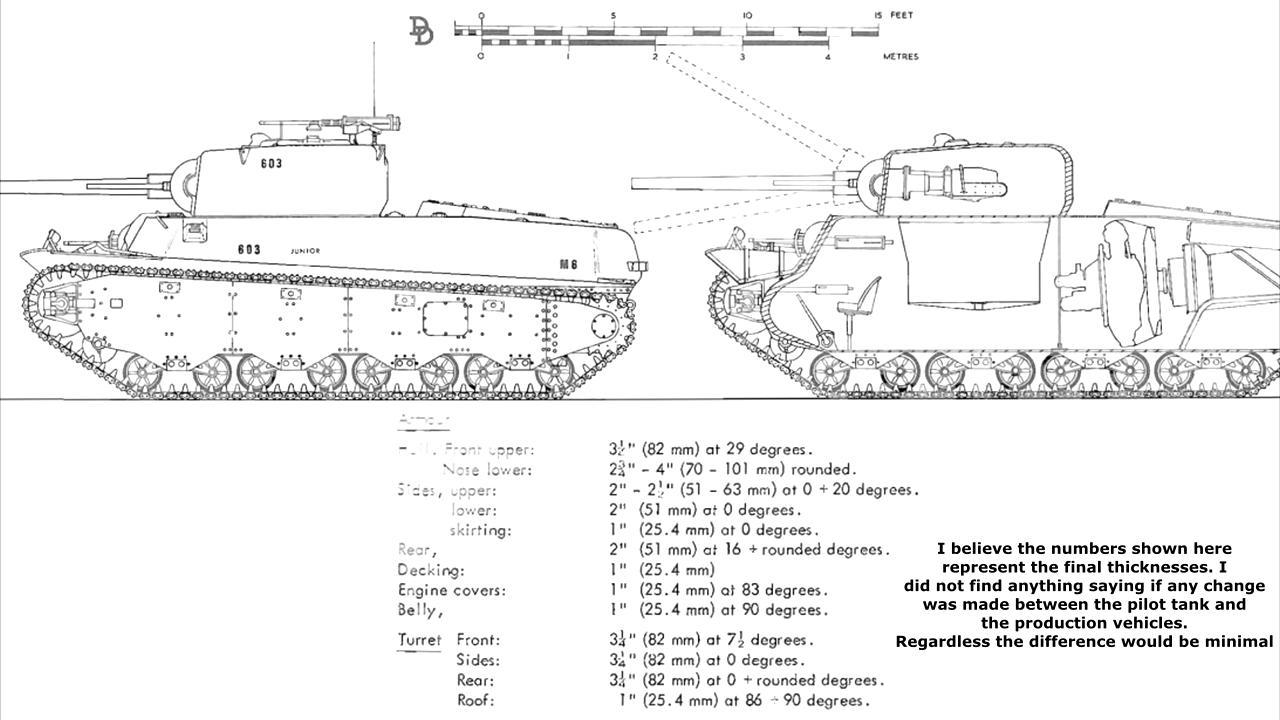 DD
0 5 10 15 FEET
0 1 2 3 4 METRES
603
603 JUNIOR M6
Armour
Hull, Front upper: 3½" (82 mm) at 29 degrees.
Nose lower: 2¾" – 4" (70 – 101 mm) rounded.
Sides, upper: 2" – 2½" (51 – 63 mm) at 0 ÷ 20 degrees.
lower: 2" (51 mm) at 0 degrees.
skirting: 1" (25.4 mm) at 0 degrees.
Rear, 2" (51 mm) at 16 ÷ rounded degrees.
Decking: 1" (25.4 mm)
Engine covers: 1" (25.4 mm) at 83 degrees.
Belly, 1" (25.4 mm) at 90 degrees.
Turret Front: 3¼" (82 mm) at 7½ degrees.
Sides: 3¼" (82 mm) at 0 degrees.
Rear: 3¼" (82 mm) at 0 ÷ rounded degrees.
Roof: 1" (25.4 mm) at 86 ÷ 90 degrees.
I believe the numbers shown here
represent the final thicknesses. I
did not find anything saying if any change
was made between the pilot tank and
the production vehicles.
Regardless the difference would be minimal